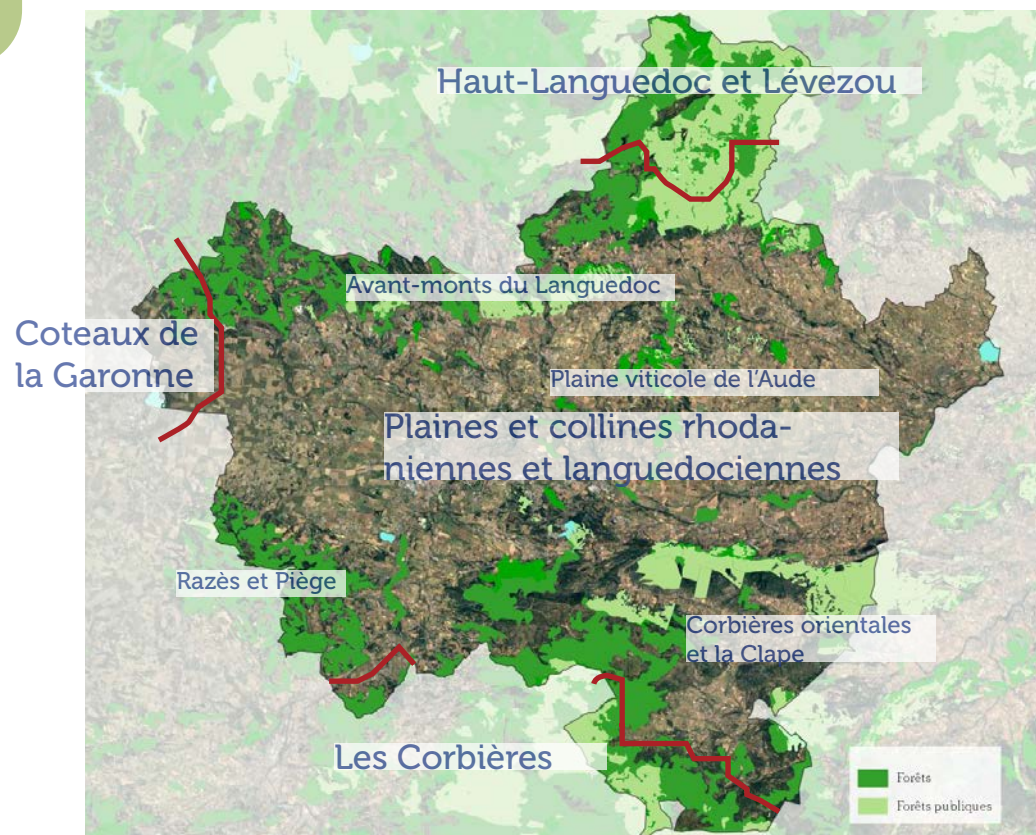 Haut-Languedoc et Lévezou
Avant-monts du Languedoc
Coteaux de
la Garonne
Plaine viticole de l'Aude
Plaines et collines rhoda-
niennes et languedociennes
Razès et Piège
Corbières orientales
et la Clape
Les Corbières
Forêts
Forêts publiques